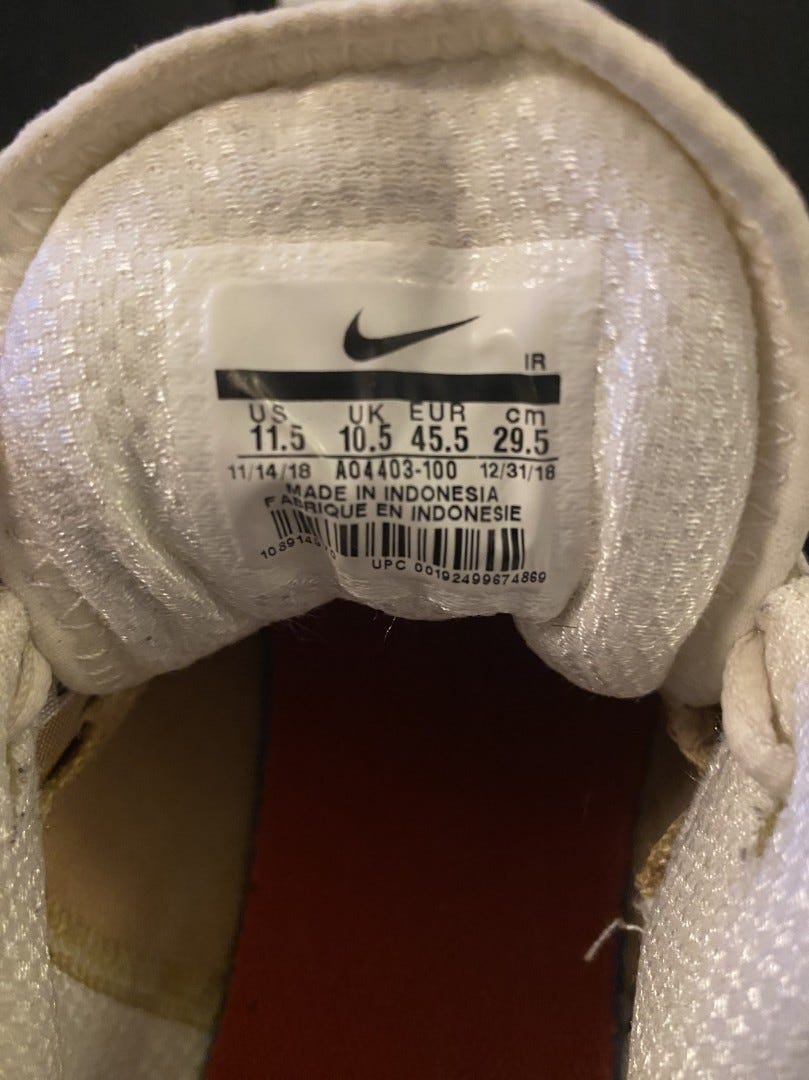 IR
US UK EUR cm
11.5 10.5 45.5 29.5
11/14/18 AO4403-100 12/31/18
MADE IN INDONESIA
FABRIQUE EN INDONESIE
UPC 00192499674869